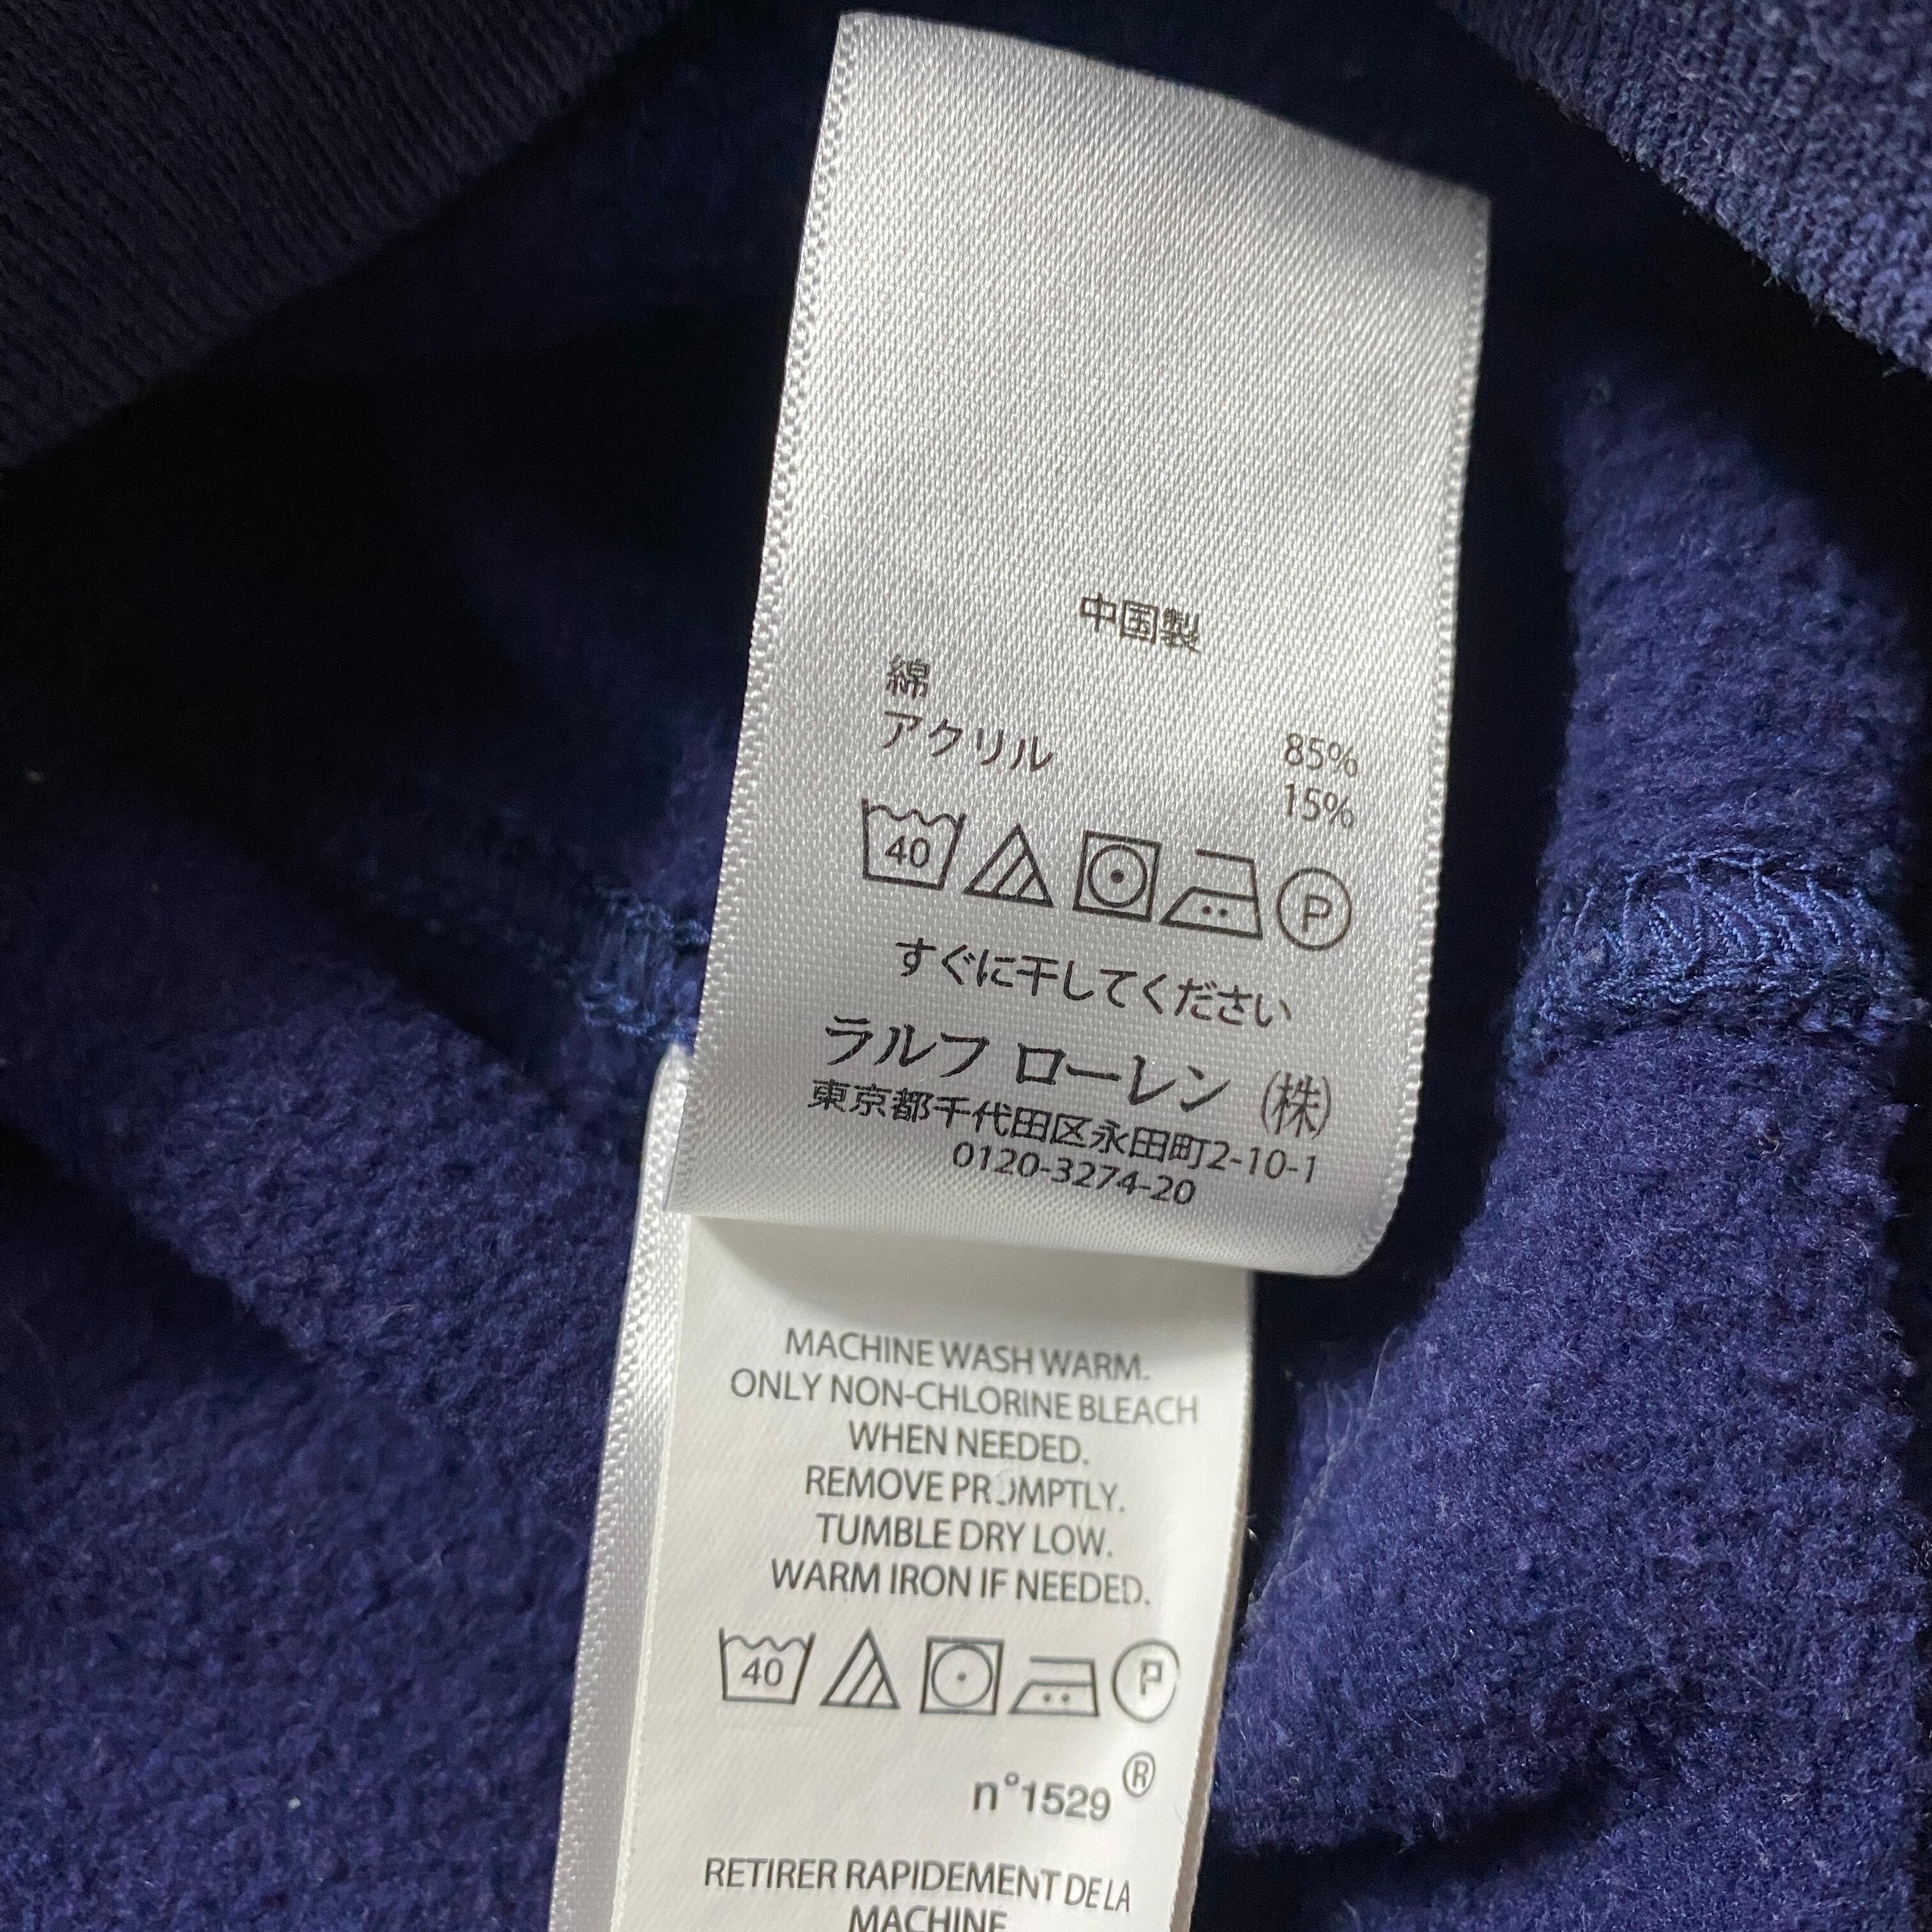 中国製
綿 85%
アクリル 15%
40 P
すぐに干してください
ラルフ ローレン (株)
東京都千代田区永田町2-10-1
0120-3274-20
MACHINE WASH WARM.
ONLY NON-CHLORINE BLEACH
WHEN NEEDED.
REMOVE PROMPTLY.
TUMBLE DRY LOW.
WARM IRON IF NEEDED.
40 P
n°1529 ®
RETIRER RAPIDEMENT DE LA
MACHINE